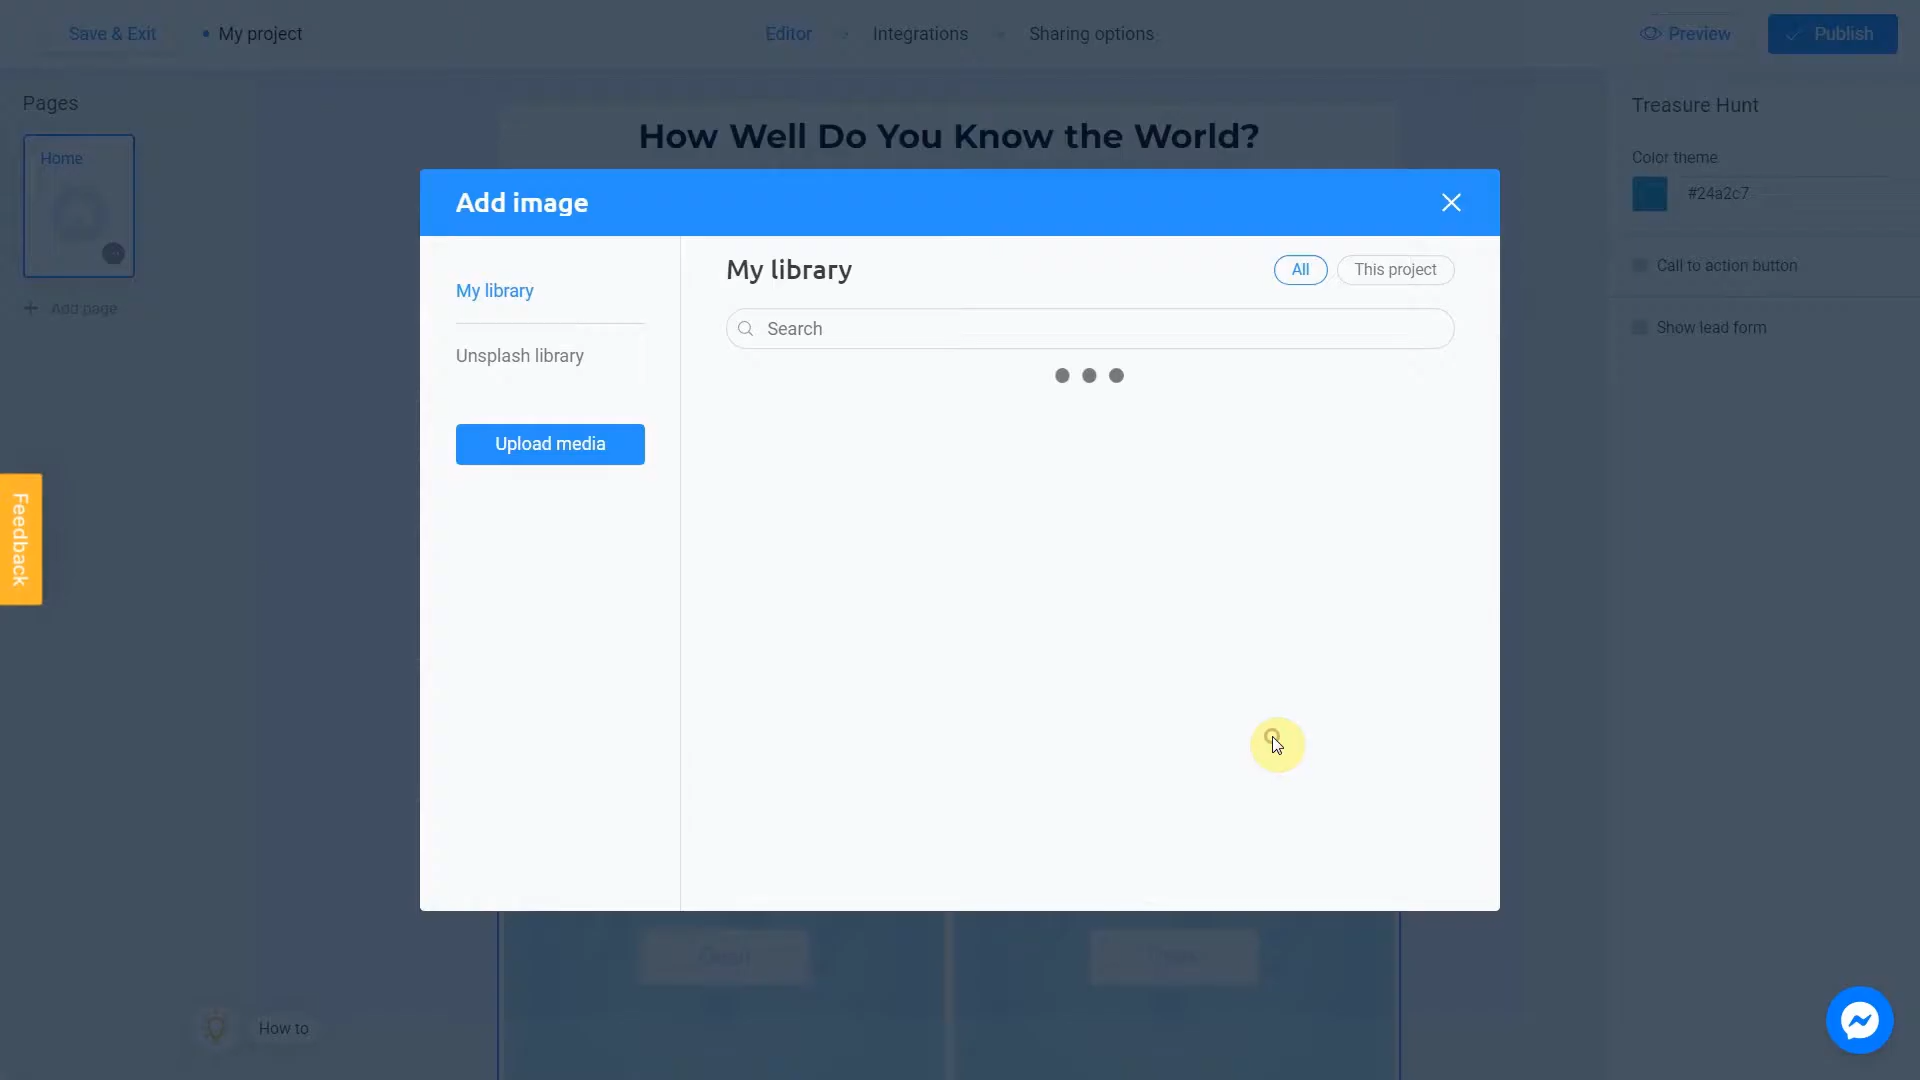 Save & Exit
My project
Editor
Integrations
Sharing options
Preview
Publish
Pages
Home
Add page
How Well Do You Know the World?
Treasure Hunt
Color theme
#24a2c7
Call to action button
Show lead form
Add image
My library
Unsplash library
Upload media
My library
All
This project
Search
Feedback
How to